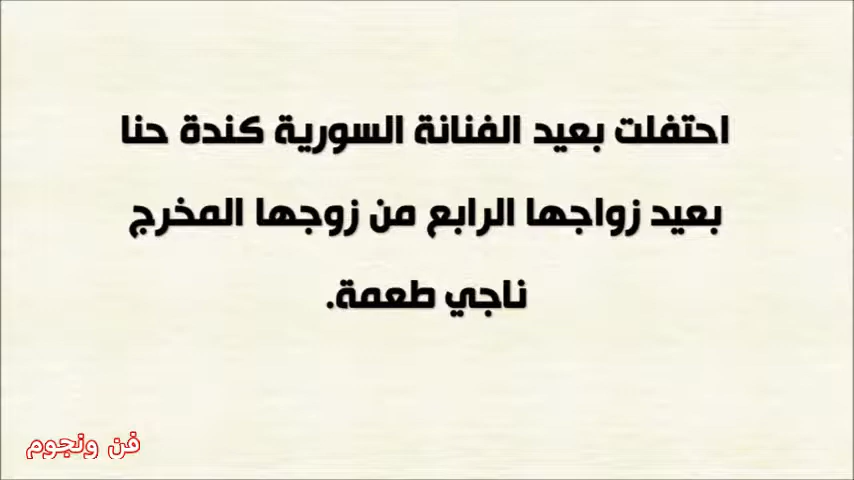 احتفلت بعيد الفنانة السورية كندة حنا
بعيد زواجها الرابع من زوجها المخرج
ناجي طعمة.
فن ونجوم